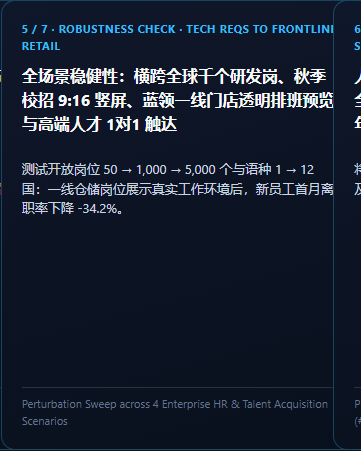 5 / 7 · ROBUSTNESS CHECK · TECH REQS TO FRONTLINE
RETAIL
全场景稳健性：横跨全球千个研发岗、秋季
校招 9:16 竖屏、蓝领一线门店透明排班预览
与高端人才 1对1 触达
测试开放岗位 50 → 1,000 → 5,000 个与语种 1 → 12
国：一线仓储岗位展示真实工作环境后，新员工首月离
职率下降 -34.2%。
Perturbation Sweep across 4 Enterprise HR & Talent Acquisition
Scenarios